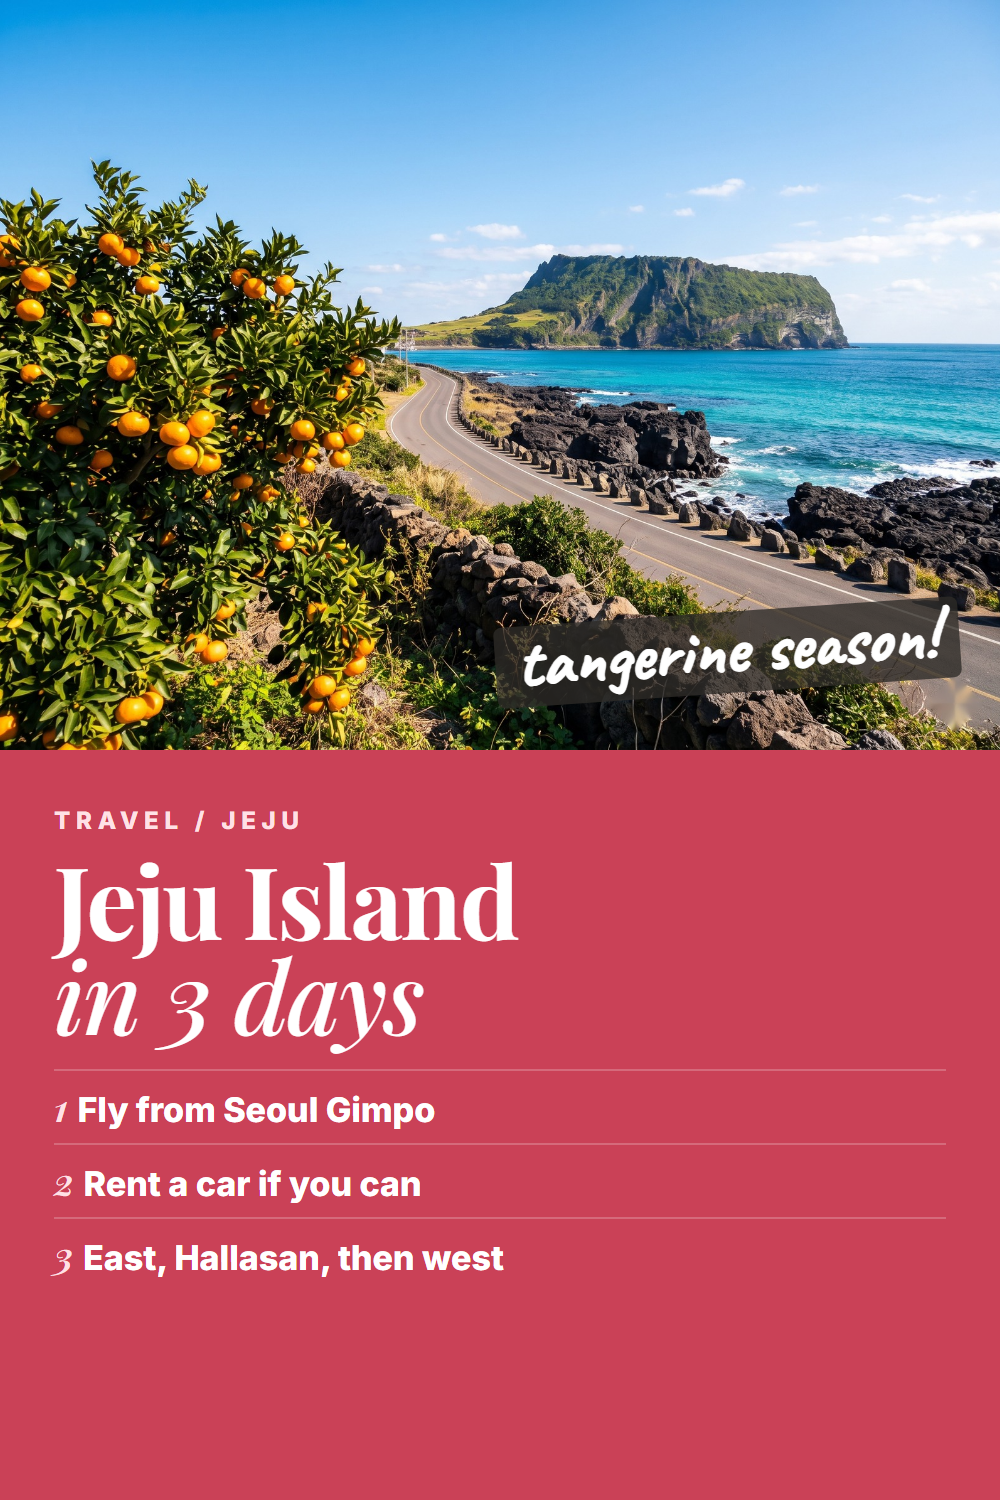 tangerine season!
TRAVEL / JEJU
Jeju Island
in 3 days
1 Fly from Seoul Gimpo
2 Rent a car if you can
3 East, Hallasan, then west